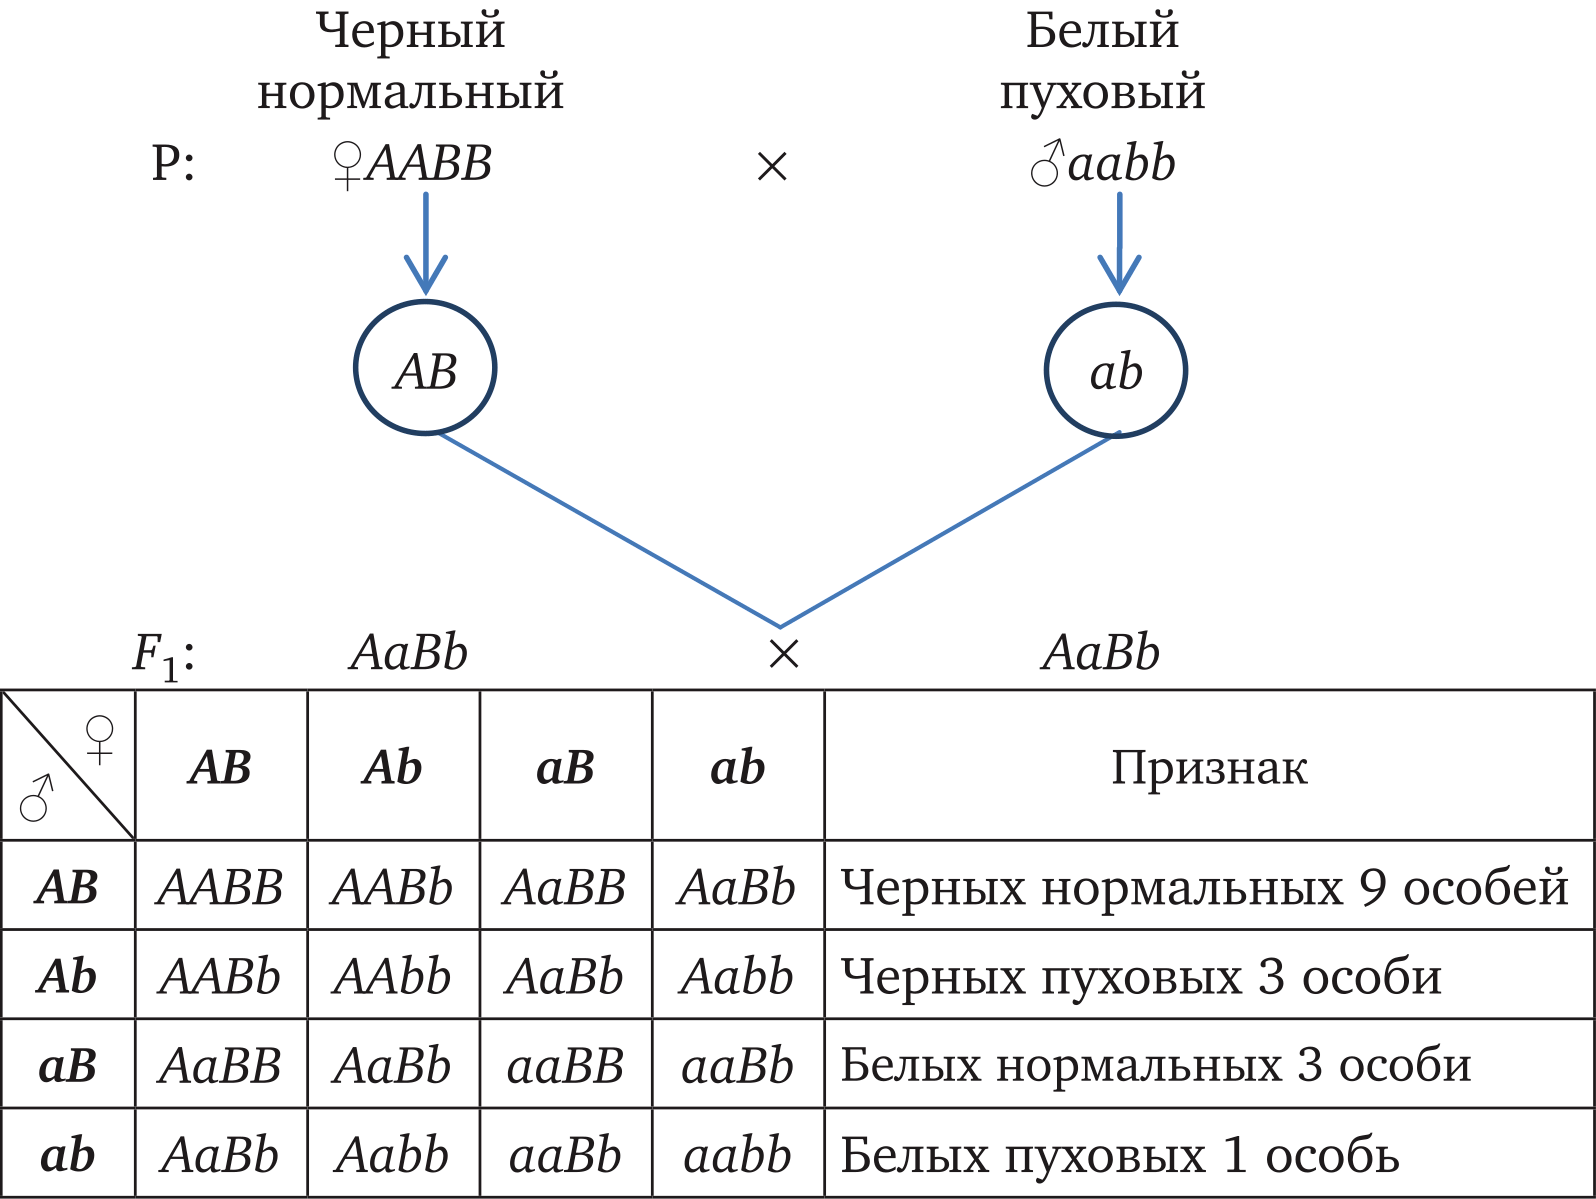 Черный
нормальный
Белый
пуховый
P: ♀AABB × ♂aabb
AB ab
F₁: AaBb × AaBb
♀ ♂ AB Ab aB ab Признак
AB AABB AABb AaBB AaBb Черных нормальных 9 особей
Ab AABb AAbb AaBb Aabb Черных пуховых 3 особи
aB AaBB AaBb aaBB aaBb Белых нормальных 3 особи
ab AaBb Aabb aaBb aabb Белых пуховых 1 особь